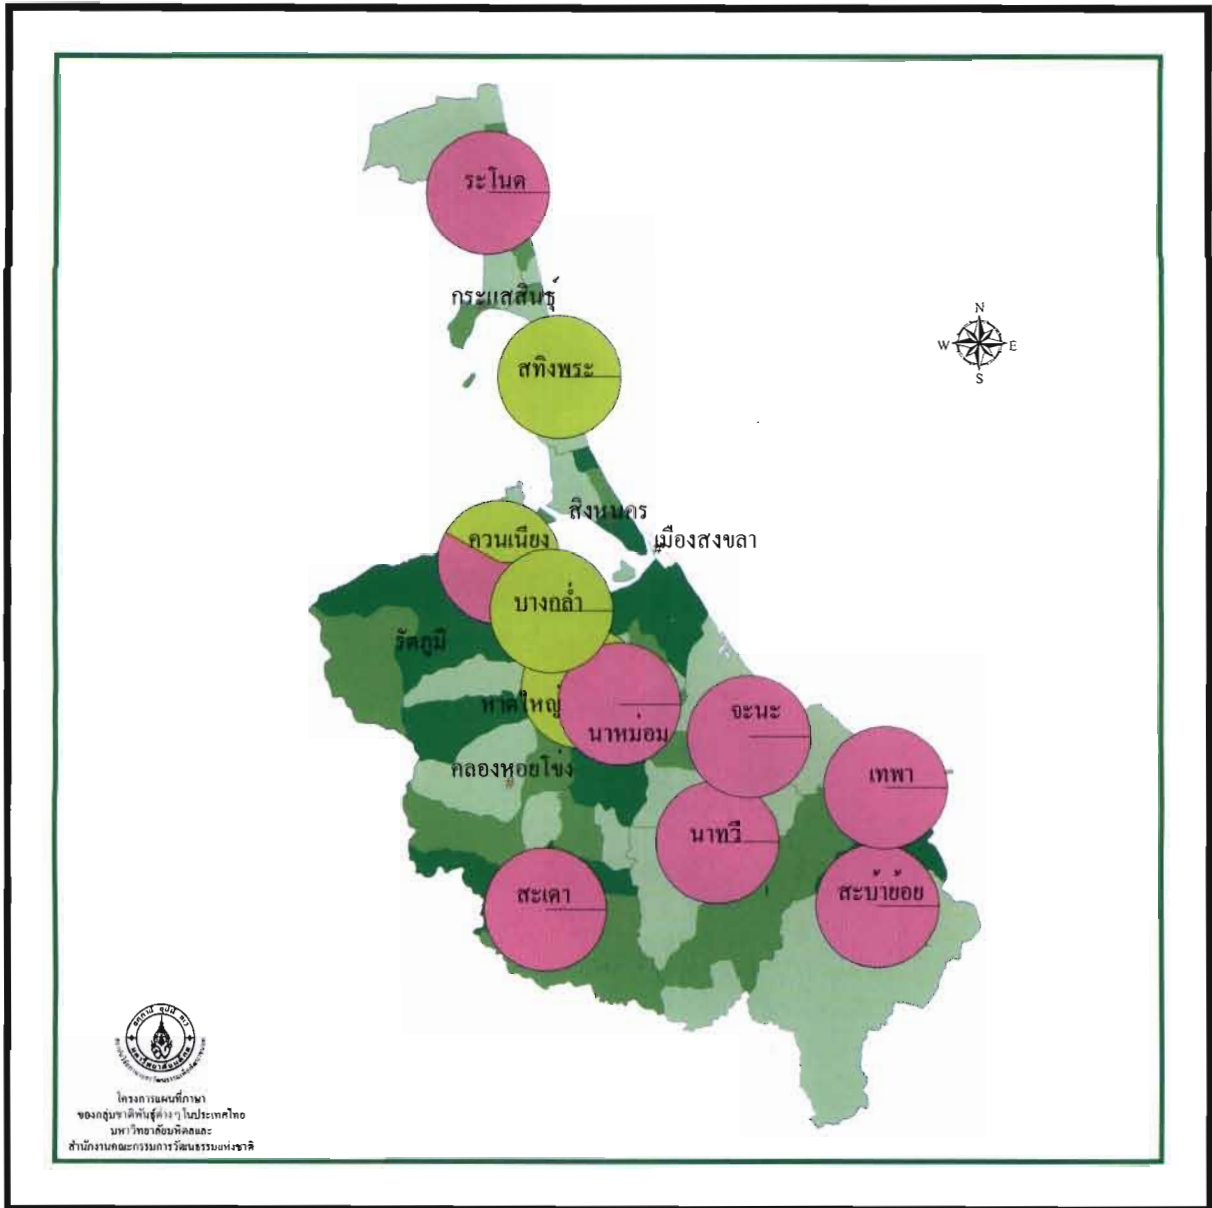 ระโนด
กระแสสินธุ์
N
W E
S
สทิงพระ
สิงหนคร
ควนเนียง
เมืองสงขลา
บางกล่ำ
รัตภูมี
หาดใหญ่
นาหม่อม
จะนะ
คลองหอยโข่ง
เทพา
นาทวี
สะเดา
สะบ้าย้อย
โครงการแผนที่ภาษา
ของกลุ่มชาติพันธุ์ต่างๆ ในประเทศไทย
มหาวิทยาลัยมหิดลและ
สำนักงานคณะกรรมการวัฒนธรรมแห่งชาติ